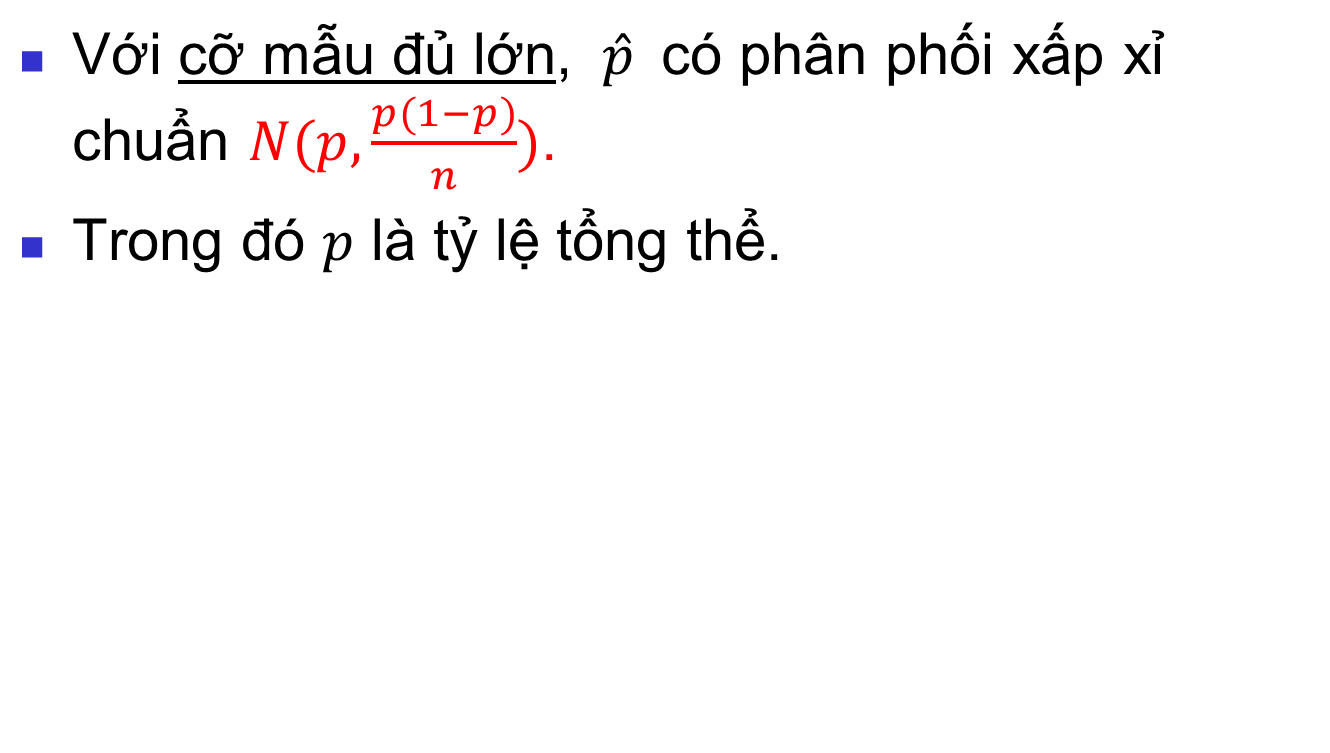 ▪ Với cỡ mẫu đủ lớn, p̂ có phân phối xấp xỉ
chuẩn N(p, p(1−p)/n).
▪ Trong đó p là tỷ lệ tổng thể.